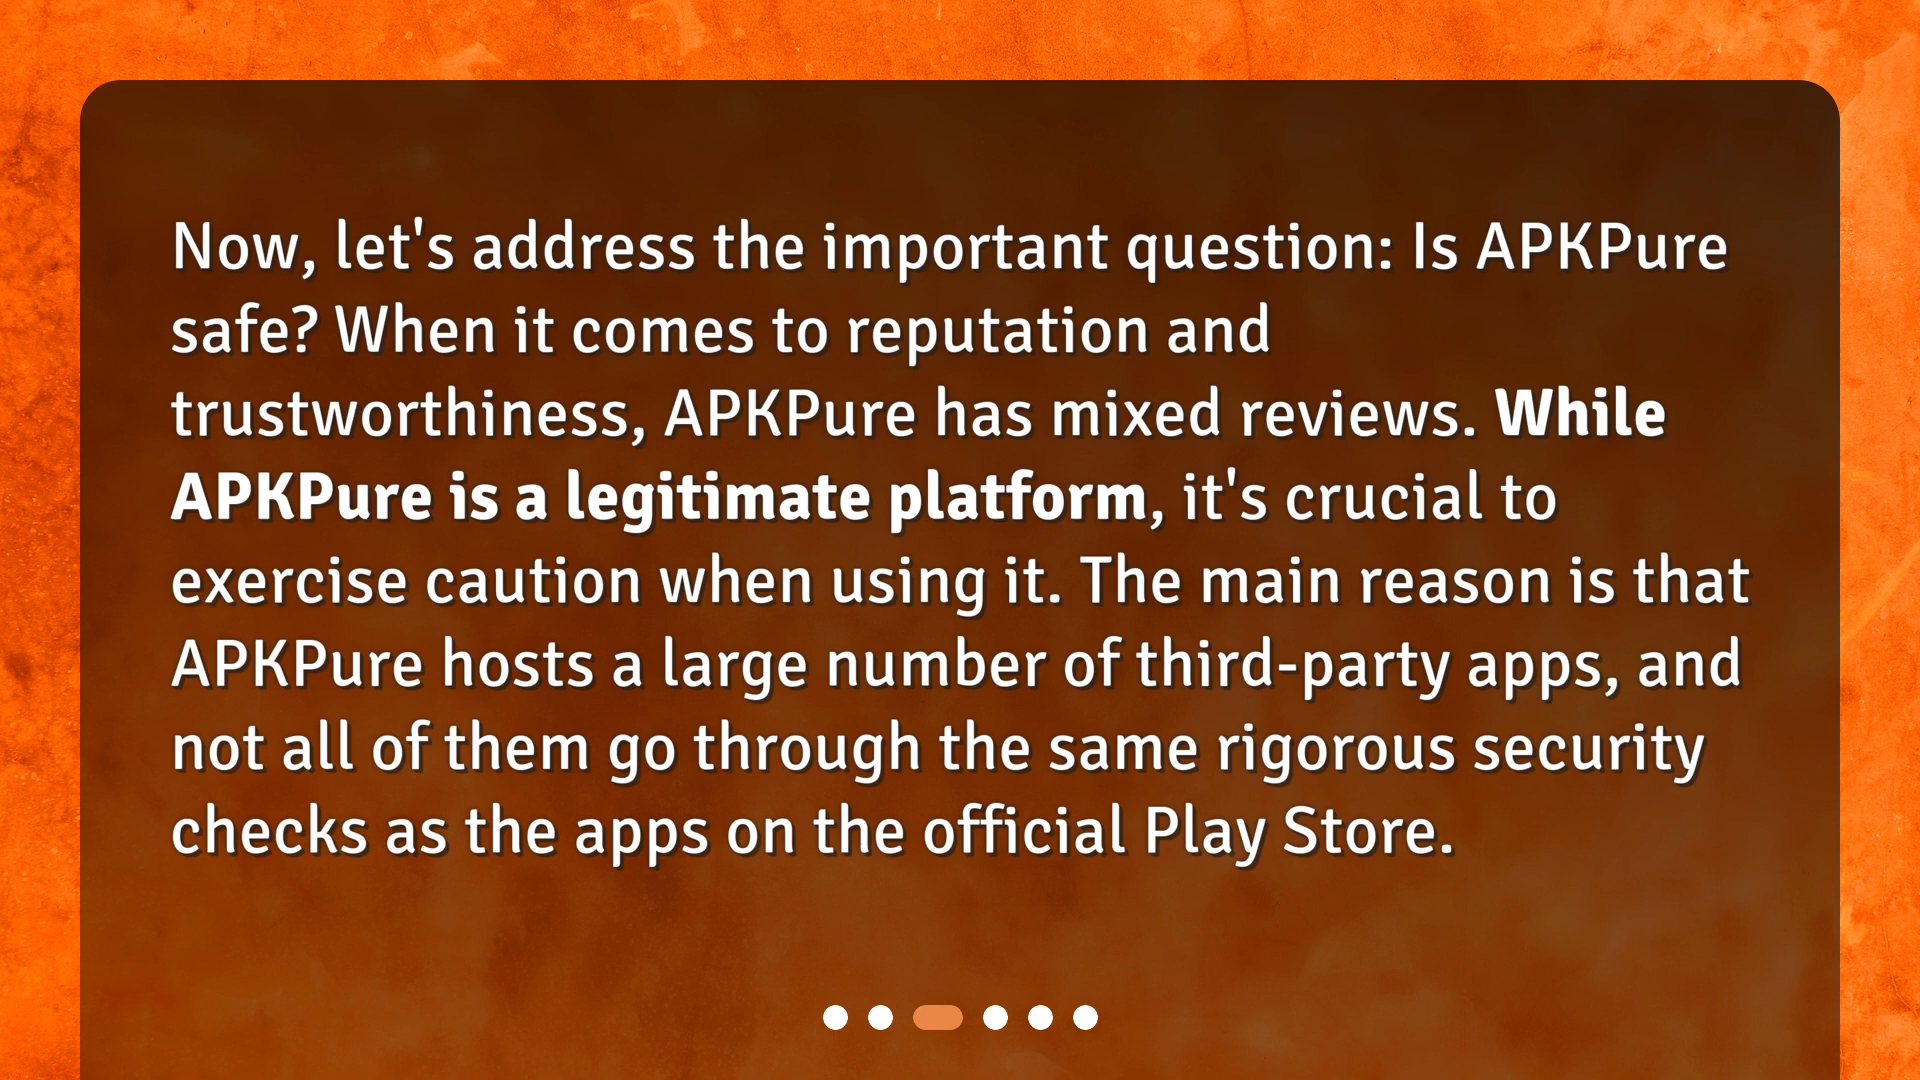 Now, let's address the important question: Is APKPure
safe? When it comes to reputation and
trustworthiness, APKPure has mixed reviews. While
APKPure is a legitimate platform, it's crucial to
exercise caution when using it. The main reason is that
APKPure hosts a large number of third-party apps, and
not all of them go through the same rigorous security
checks as the apps on the official Play Store.